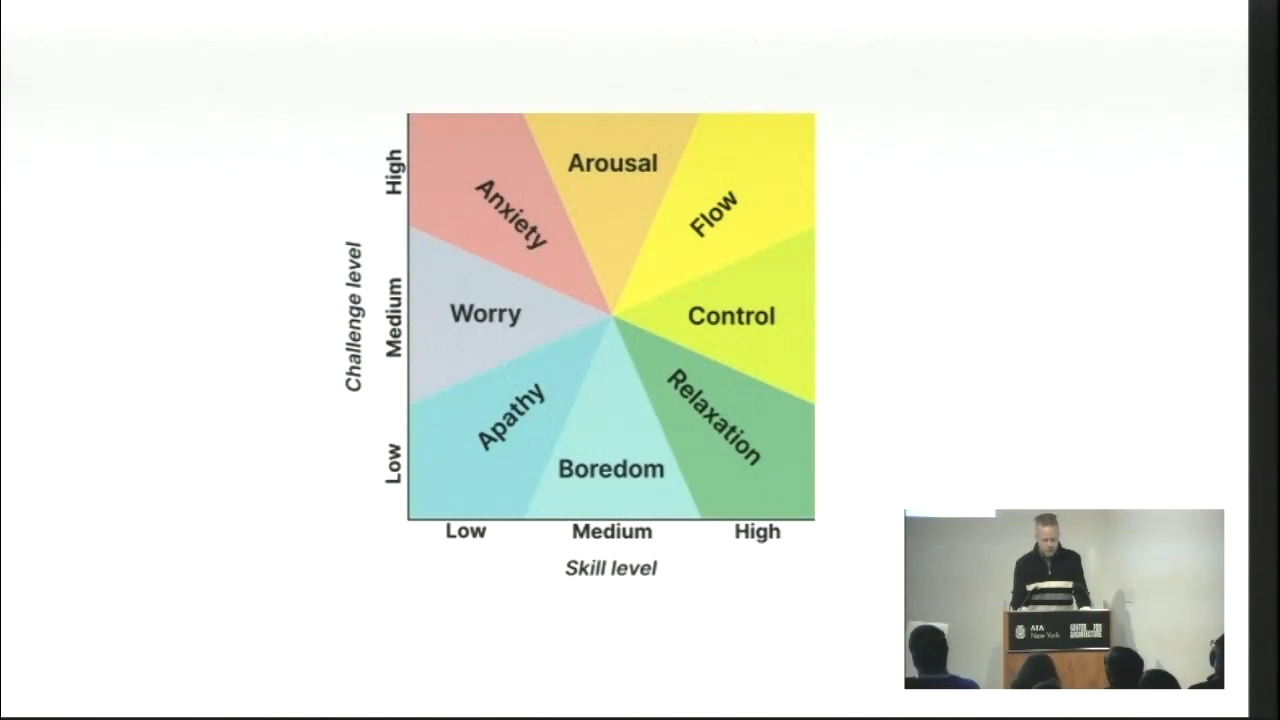 High
Medium
Low
Challenge level
Anxiety
Arousal
Flow
Worry
Control
Apathy
Boredom
Relaxation
Low
Medium
High
Skill level
AIA
New York
CENTER FOR
ARCHITECTURE